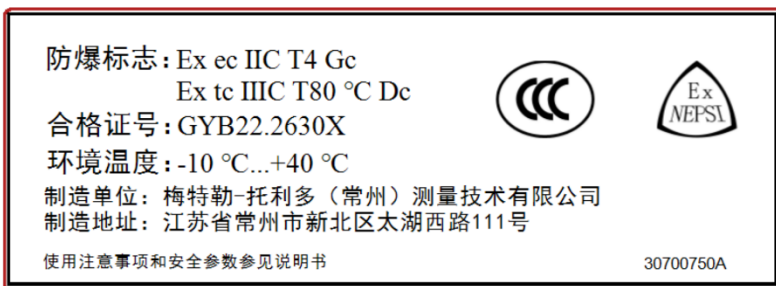 防爆标志：Ex ec IIC T4 Gc
Ex tc IIIC T80 ℃ Dc
合格证号：GYB22.2630X
环境温度：-10 ℃...+40 ℃
CCC
Ex
NEPSI
制造单位：梅特勒-托利多（常州）测量技术有限公司
制造地址：江苏省常州市新北区太湖西路111号
使用注意事项和安全参数参见说明书
30700750A